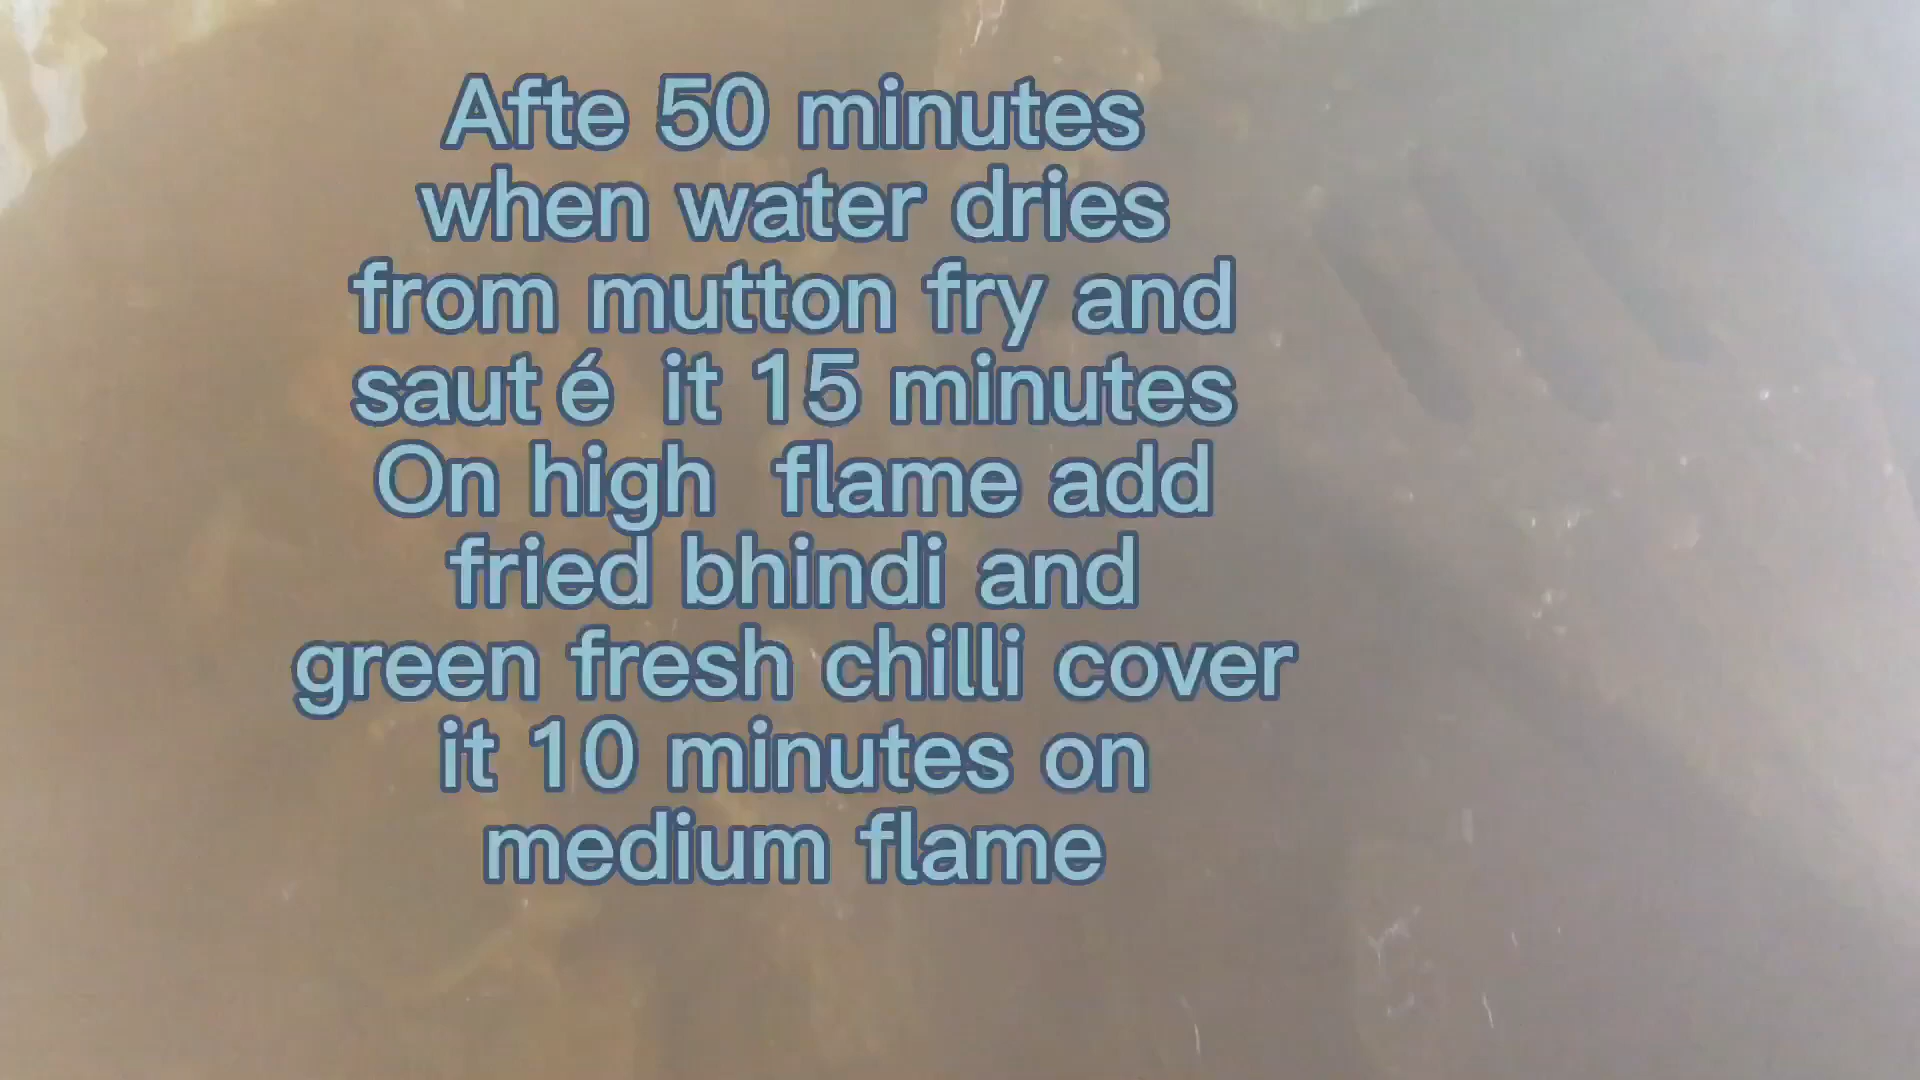 Afte 50 minutes
when water dries
from mutton fry and
sauté it 15 minutes
On high flame add
fried bhindi and
green fresh chilli cover
it 10 minutes on
medium flame